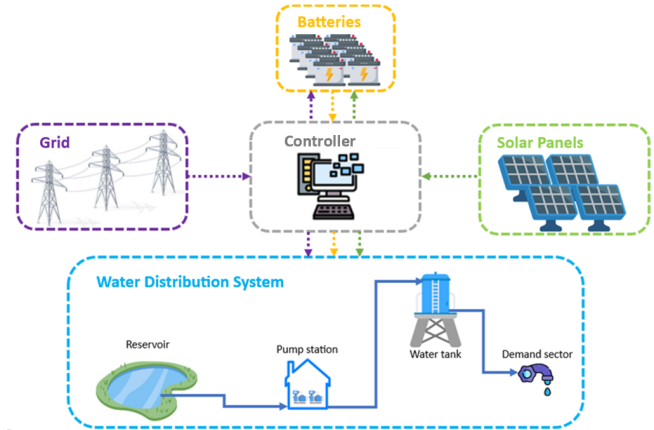 Batteries
Grid
Controller
Solar Panels
Water Distribution System
Reservoir
Pump station
Water tank
Demand sector